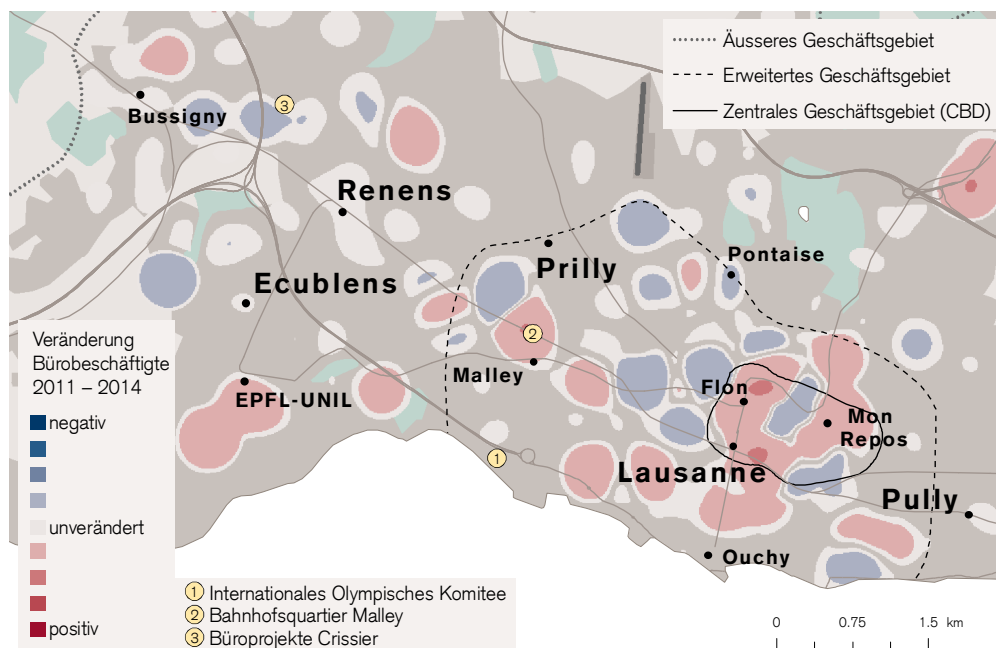 Äusseres Geschäftsgebiet
Erweitertes Geschäftsgebiet
Zentrales Geschäftsgebiet (CBD)
3
Bussigny
Renens
Prilly
Pontaise
Ecublens
2
Malley
Flon
EPFL-UNIL
Mon
Repos
1
Lausanne
Pully
Ouchy
Veränderung
Bürobeschäftigte
2011 – 2014
negativ
unverändert
positiv
1 Internationales Olympisches Komitee
2 Bahnhofsquartier Malley
3 Büroprojekte Crissier
0 0.75 1.5 km